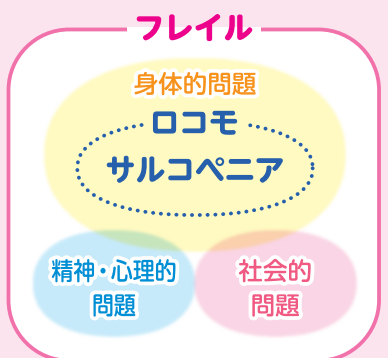 フレイル
身体的問題
ロコモ
サルコペニア
精神・心理的
問題
社会的
問題